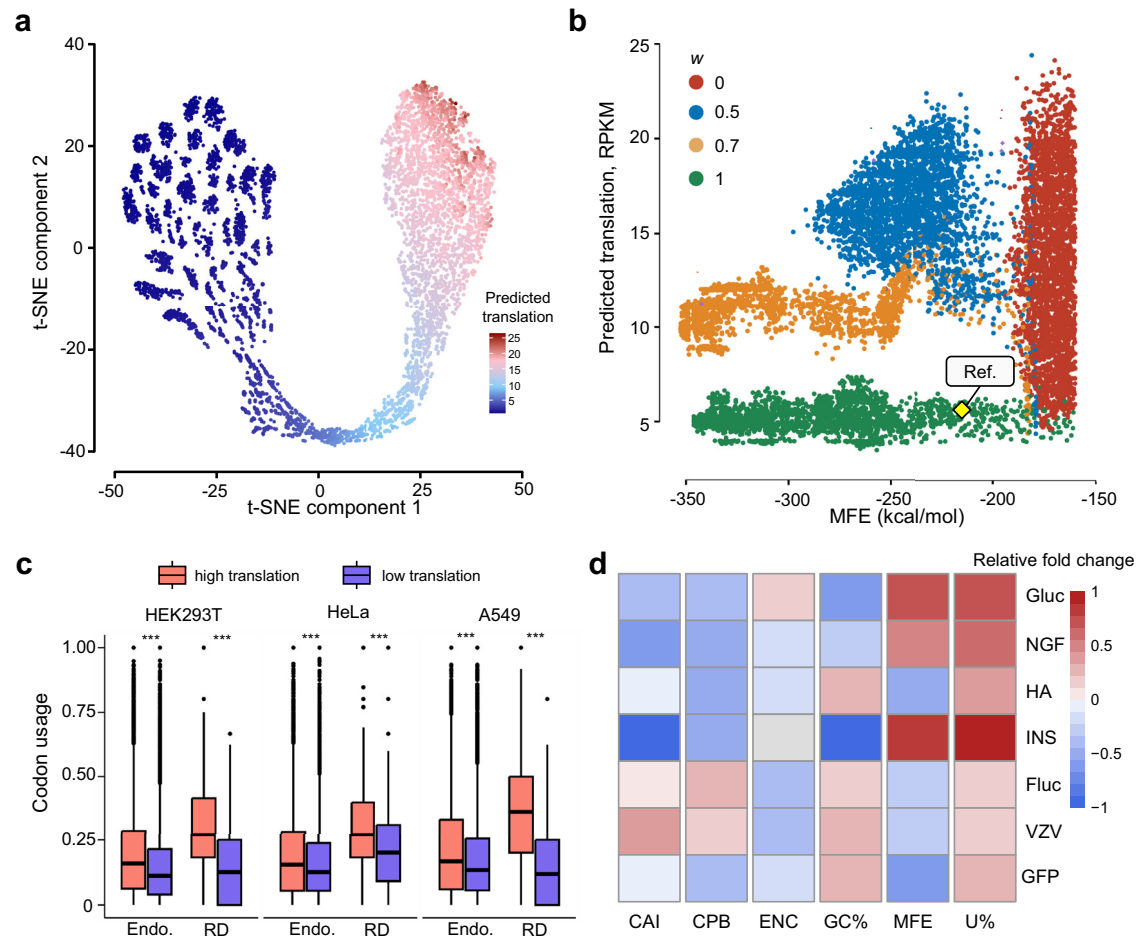 a
40
20
0
-20
-40
t-SNE component 2
-50
-25
0
25
50
t-SNE component 1
Predicted
translation
25
20
15
10
5
b
25
20
15
10
5
Predicted translation, RPKM
w
0
0.5
0.7
1
Ref.
-350
-300
-250
-200
-150
MFE (kcal/mol)
c
high translation
low translation
HEK293T
HeLa
A549
*** *** *** *** *** ***
1.00
0.75
0.50
0.25
0
Codon usage
Endo. RD Endo. RD Endo. RD
d
Relative fold change
1
0.5
0
−0.5
−1
Gluc
NGF
HA
INS
Fluc
VZV
GFP
CAI CPB ENC GC% MFE U%